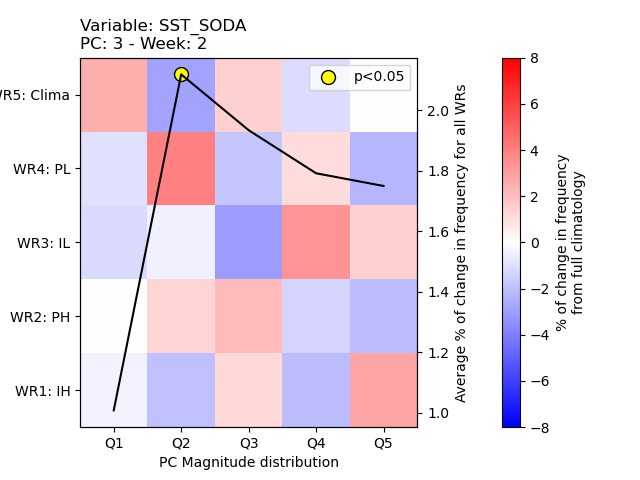 Variable: SST_SODA
PC: 3 - Week: 2
p<0.05
WR5: Clima
WR4: PL
WR3: IL
WR2: PH
WR1: IH
Q1 Q2 Q3 Q4 Q5
PC Magnitude distribution
2.0
1.8
1.6
1.4
1.2
1.0
Average % of change in frequency for all WRs
8
6
4
2
0
−2
−4
−6
−8
% of change in frequency
from full climatology